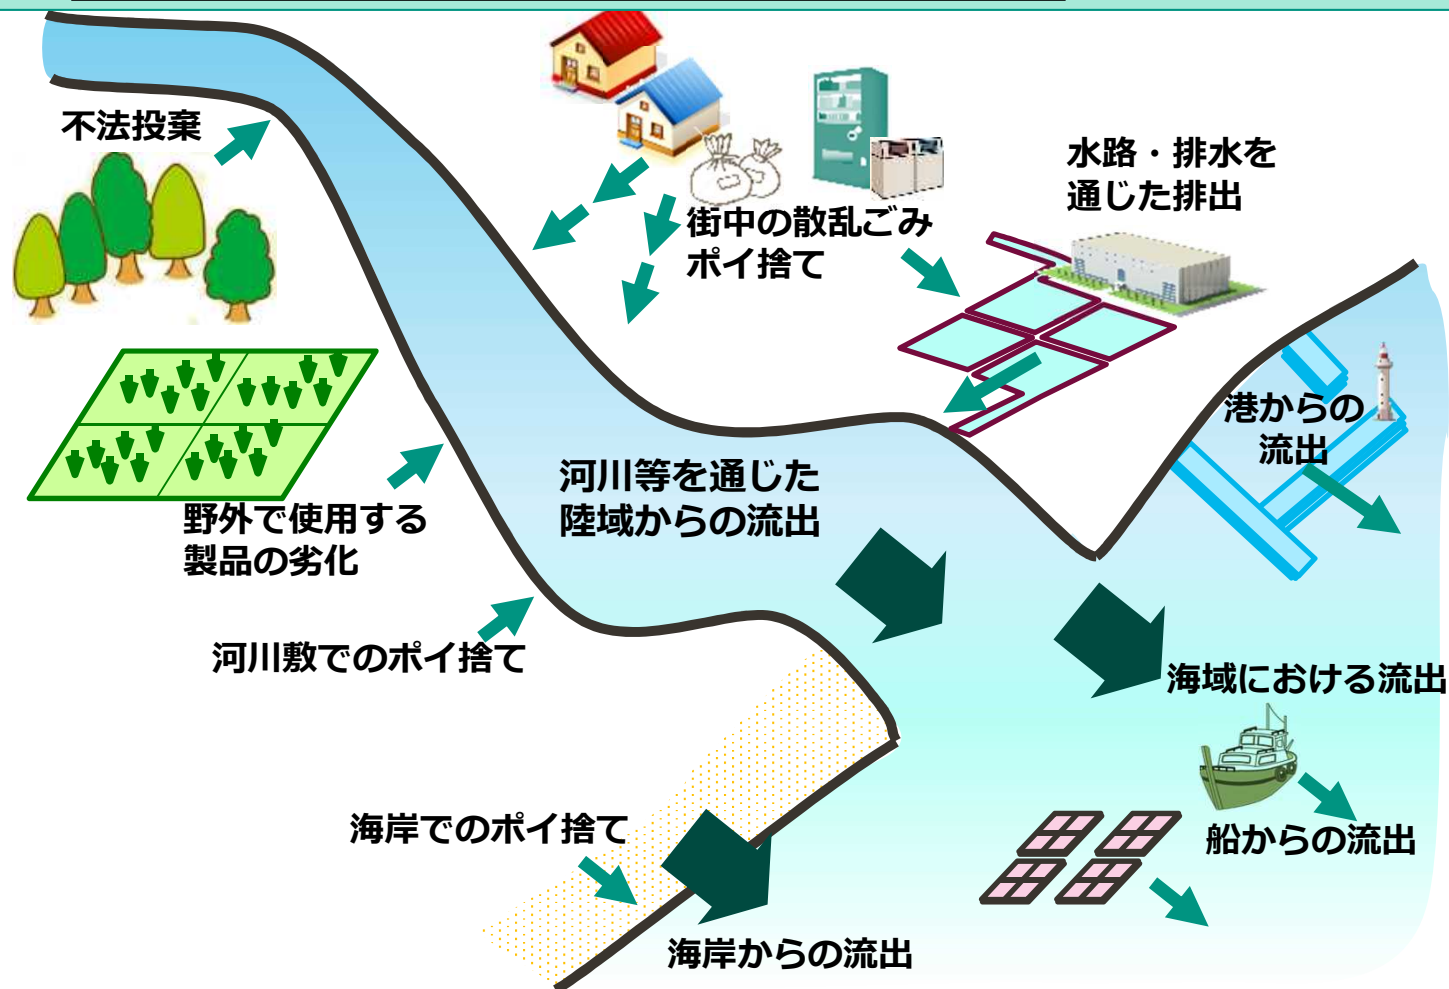 不法投棄
街中の散乱ごみ
ポイ捨て
水路・排水を
通じた排出
港からの
流出
河川等を通じた
陸域からの流出
野外で使用する
製品の劣化
河川敷でのポイ捨て
海域における流出
船からの流出
海岸でのポイ捨て
海岸からの流出